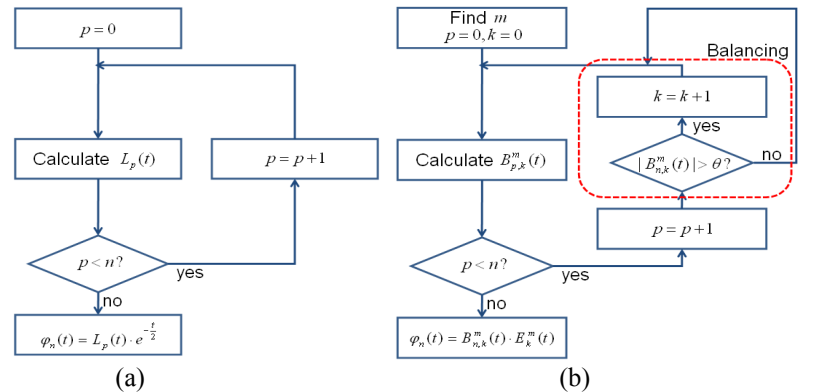 p = 0
Calculate L_p(t)
p = p + 1
p < n?
yes
no
φ_n(t) = L_p(t) · e^{-t/2}
(a)
Find m
p = 0, k = 0
Balancing
k = k + 1
yes
| B^m_{n,k}(t) | > θ?
no
Calculate B^m_{p,k}(t)
p = p + 1
p < n?
yes
no
φ_n(t) = B^m_{n,k}(t) · E^m_k(t)
(b)